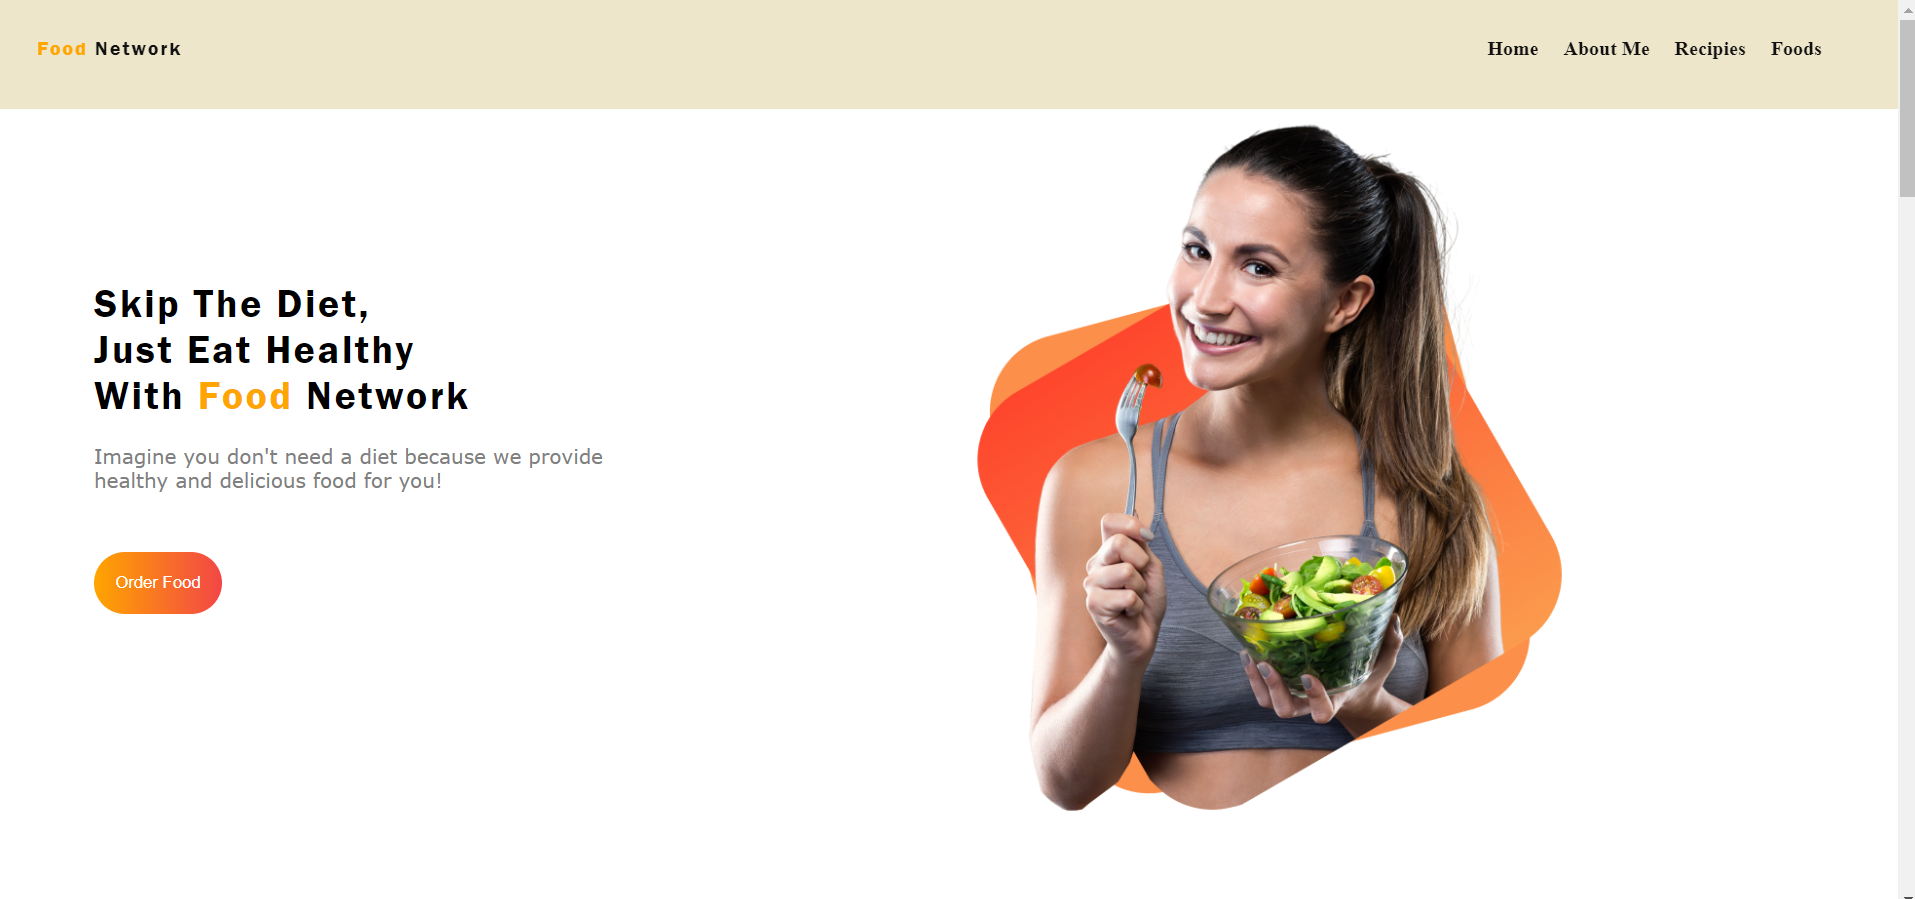 Food Network
Home About Me Recipies Foods
Skip The Diet,
Just Eat Healthy
With Food Network
Imagine you don't need a diet because we provide
healthy and delicious food for you!
Order Food